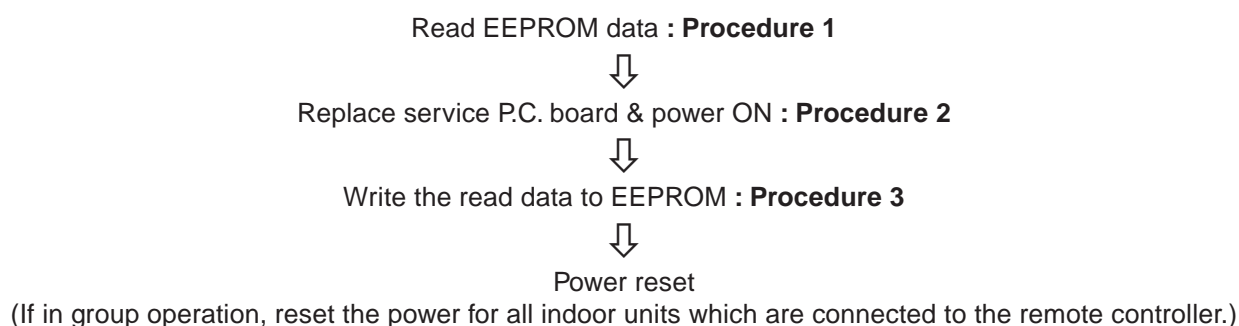 Read EEPROM data : Procedure 1
Replace service P.C. board & power ON : Procedure 2
Write the read data to EEPROM : Procedure 3
Power reset
(If in group operation, reset the power for all indoor units which are connected to the remote controller.)